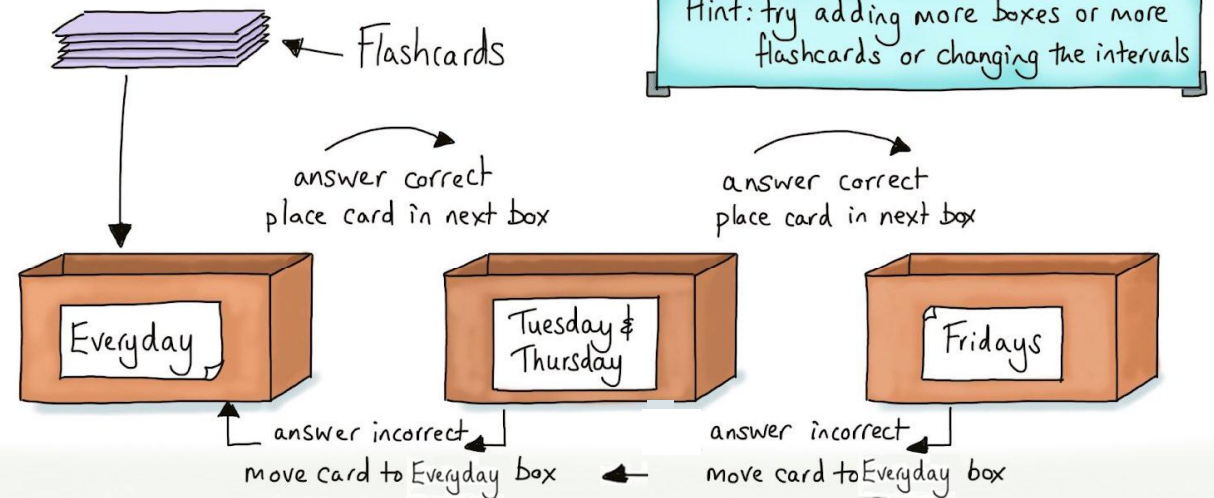 Hint: try adding more boxes or more
flashcards or changing the intervals
Flashcards
answer correct
place card in next box
answer correct
place card in next box
Everyday
Tuesday &
Thursday
Fridays
answer incorrect
move card to Everyday box
answer incorrect
move card to Everyday box